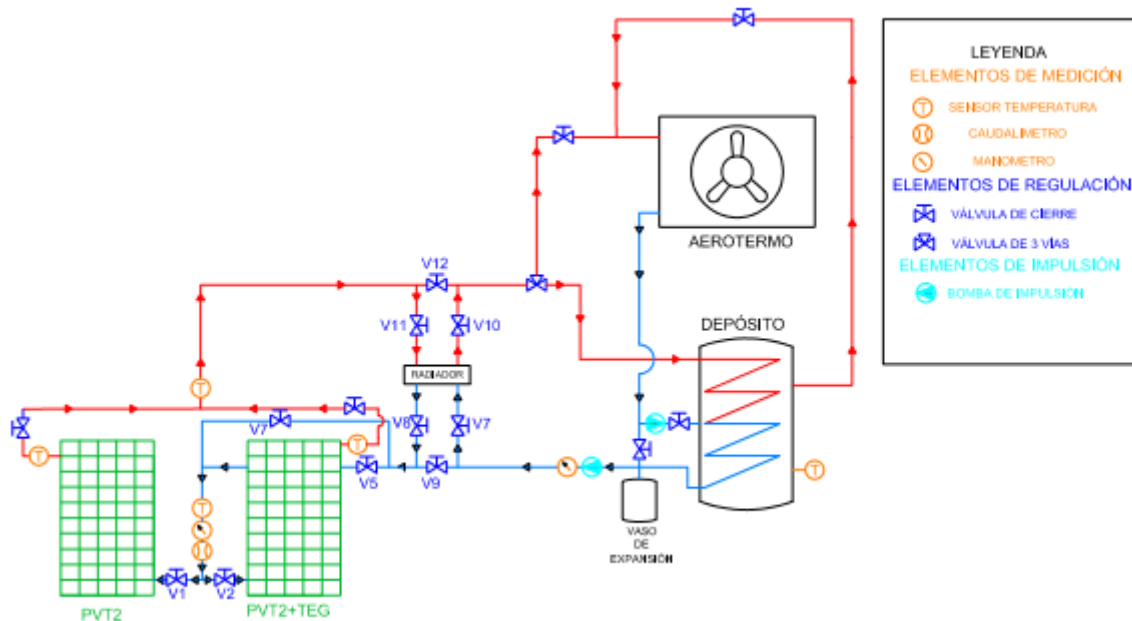 LEYENDA
ELEMENTOS DE MEDICIÓN
T SENSOR TEMPERATURA
CAUDALIMETRO
MANOMETRO
ELEMENTOS DE REGULACIÓN
VÁLVULA DE CIERRE
VÁLVULA DE 3 VÍAS
ELEMENTOS DE IMPULSIÓN
BOMBA DE IMPULSIÓN
AEROTERMO
V12
V11
V10
DEPÓSITO
RADIADOR
T
V7
V8
V7
T
T
V5
V9
T
T
VASO
DE
EXPANSIÓN
V1
V2
PVT2
PVT2+TEG